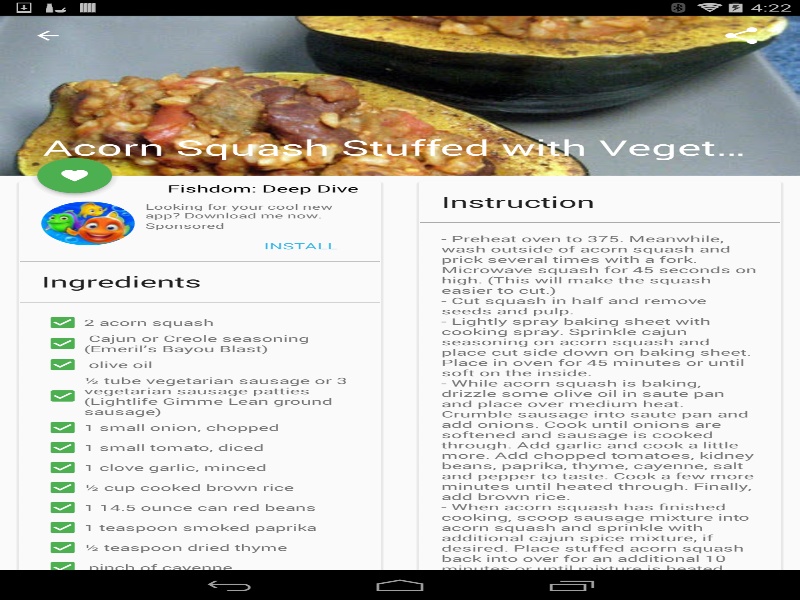 4:22
Acorn Squash Stuffed with Veget...
Fishdom: Deep Dive
Looking for your cool new
app? Download me now.
Sponsored
INSTALL
Ingredients
2 acorn squash
Cajun or Creole seasoning
(Emeril's Bayou Blast)
olive oil
½ tube vegetarian sausage or 3
vegetarian sausage patties
(Lightlife Gimme Lean ground
sausage)
1 small onion, chopped
1 small tomato, diced
1 clove garlic, minced
½ cup cooked brown rice
1 14.5 ounce can red beans
1 teaspoon smoked paprika
½ teaspoon dried thyme
pinch of cayenne
Instruction
- Preheat oven to 375. Meanwhile,
wash outside of acorn squash and
prick several times with a fork.
Microwave squash for 45 seconds on
high. (This will make the squash
easier to cut.)
- Cut squash in half and remove
seeds and pulp.
- Lightly spray baking sheet with
cooking spray. Sprinkle cajun
seasoning on acorn squash and
place cut side down on baking sheet.
Place in oven for 45 minutes or until
soft on the inside.
- While acorn squash is baking,
drizzle some olive oil in saute pan
and place over medium heat.
Crumble sausage into saute pan and
add onions. Cook until onions are
softened and sausage is cooked
through. Add garlic and cook a little
more. Add chopped tomatoes, kidney
beans, paprika, thyme, cayenne, salt
and pepper to taste. Cook a few more
minutes until heated through. Finally,
add brown rice.
- When acorn squash has finished
cooking, scoop sausage mixture into
acorn squash and sprinkle with
additional cajun spice mixture, if
desired. Place stuffed acorn squash
back into over for an additional 10
minutes or until mixture is heated